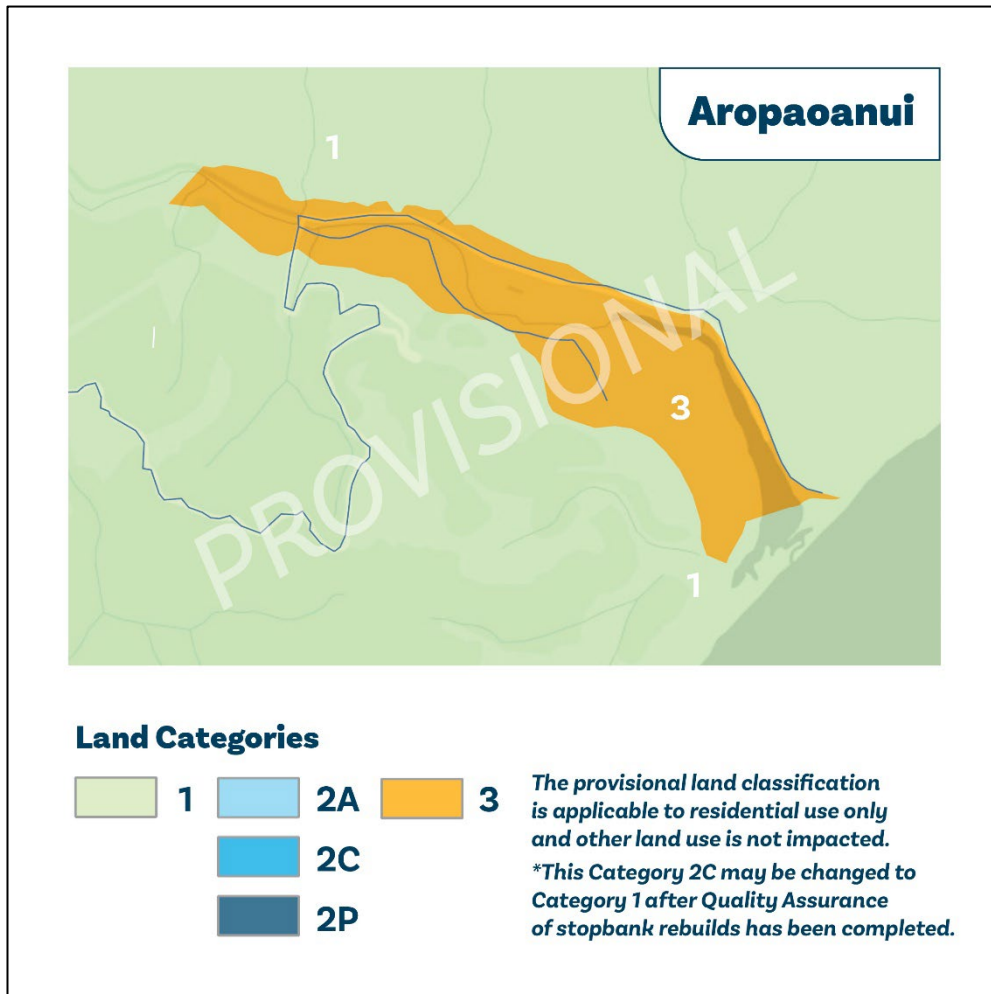 Aropaoanui
1
PROVISIONAL
3
1
Land Categories
1 2A 3
2C
2P
The provisional land classification
is applicable to residential use only
and other land use is not impacted.
*This Category 2C may be changed to
Category 1 after Quality Assurance
of stopbank rebuilds has been completed.